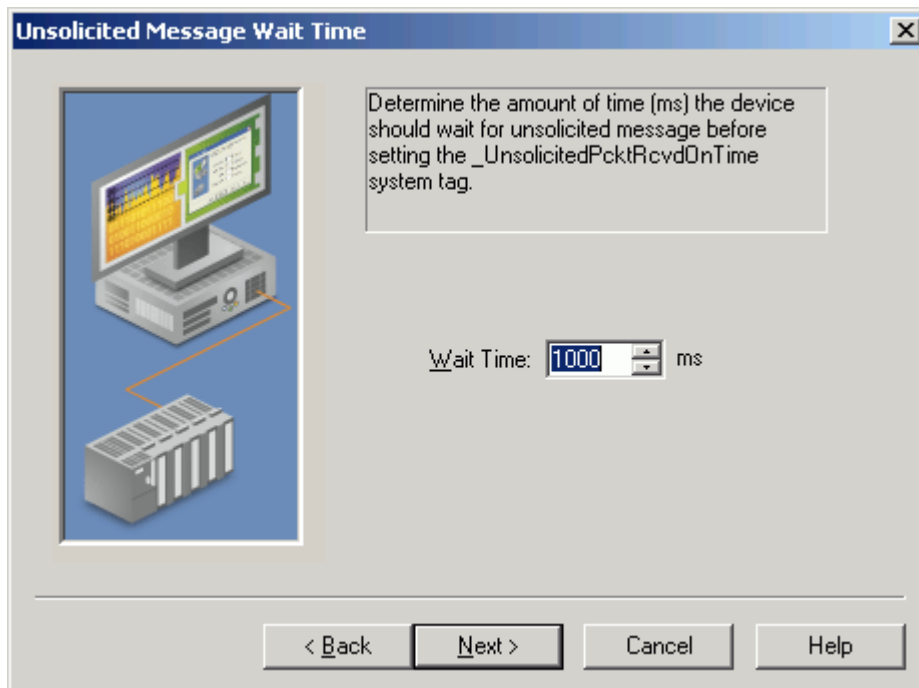 Unsolicited Message Wait Time
Determine the amount of time (ms) the device
should wait for unsolicited message before
setting the _UnsolicitedPcktRcvdOnTime
system tag.
Wait Time: 1000 ms
< Back Next > Cancel Help